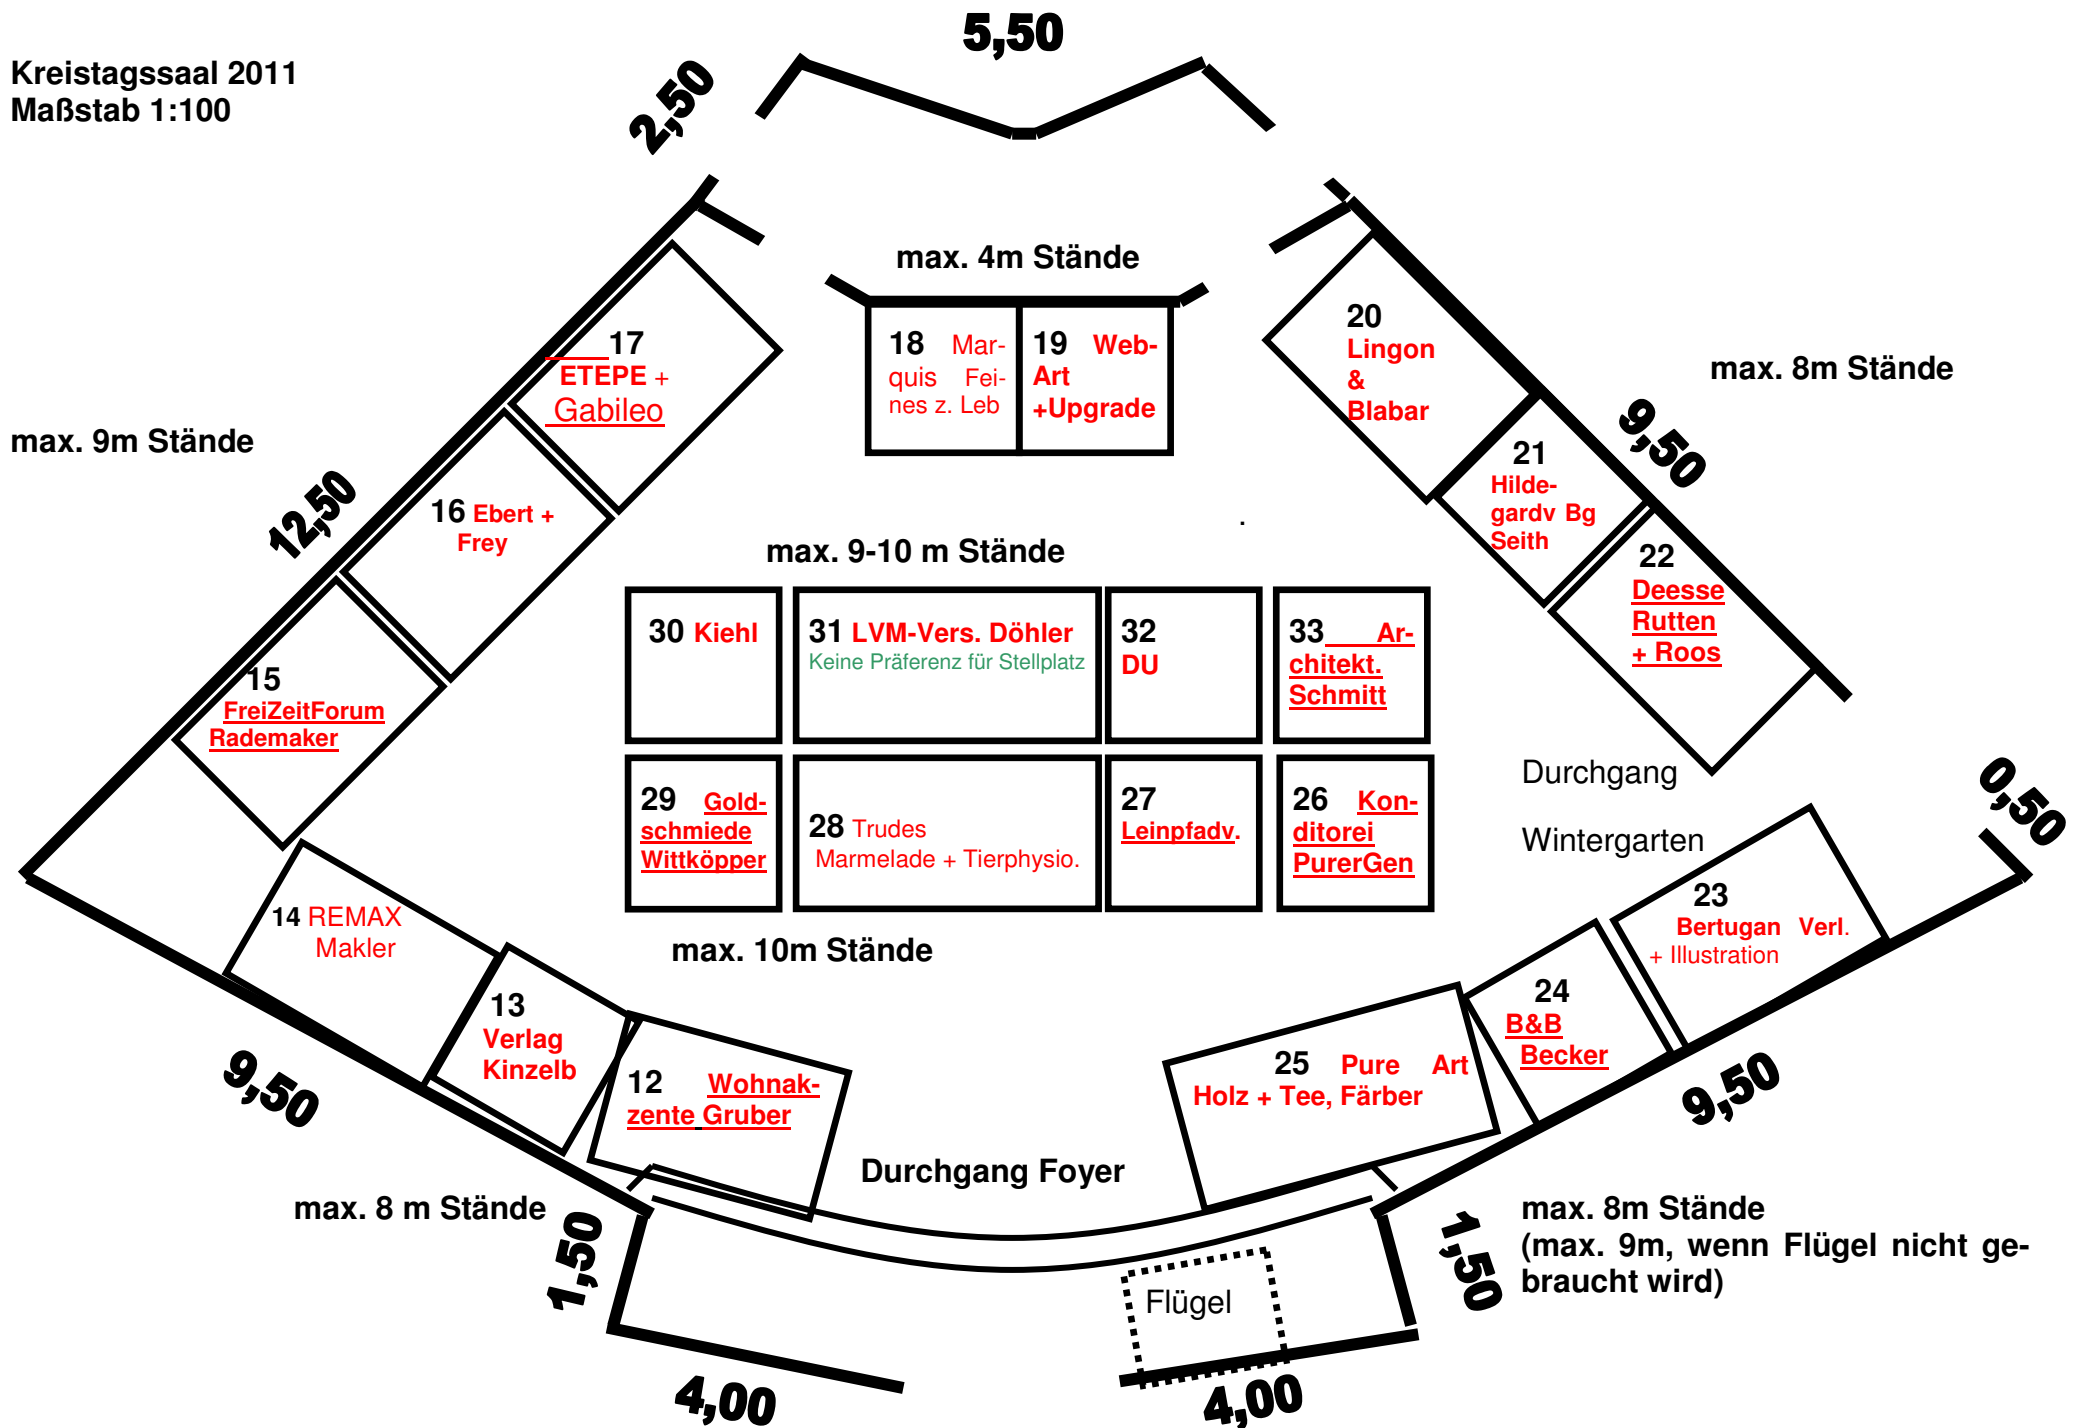 5,50
Kreistagssaal 2011
Maßstab 1:100
2,50
max. 4m Stände
17
ETEPE +
Gabileo
18 Mar-
quis Fei-
nes z. Leb
19 Web-
Art
+Upgrade
20
Lingon
&
Blabar
max. 8m Stände
9,50
max. 9m Stände
12,50
16 Ebert +
Frey
21
Hilde-
gardv Bg
Seith
.
max. 9-10 m Stände
22
Deesse
Rutten
+ Roos
30 Kiehl
31 LVM-Vers. Döhler
Keine Präferenz für Stellplatz
32
DU
33 Ar-
chitekt.
Schmitt
15
FreiZeitForum
Rademaker
Durchgang
Wintergarten
0,50
29 Gold-
schmiede
Wittköpper
28 Trudes
Marmelade + Tierphysio.
27
Leinpfadv.
26 Kon-
ditorei
PurerGen
14 REMAX
Makler
max. 10m Stände
23
Bertugan Verl.
+ Illustration
13
Verlag
Kinzelb
24
B&B
Becker
12 Wohnak-
zente Gruber
25 Pure Art
Holz + Tee, Färber
9,50
9,50
Durchgang Foyer
max. 8 m Stände
1,50
1,50
max. 8m Stände
(max. 9m, wenn Flügel nicht ge-
braucht wird)
Flügel
4,00
4,00